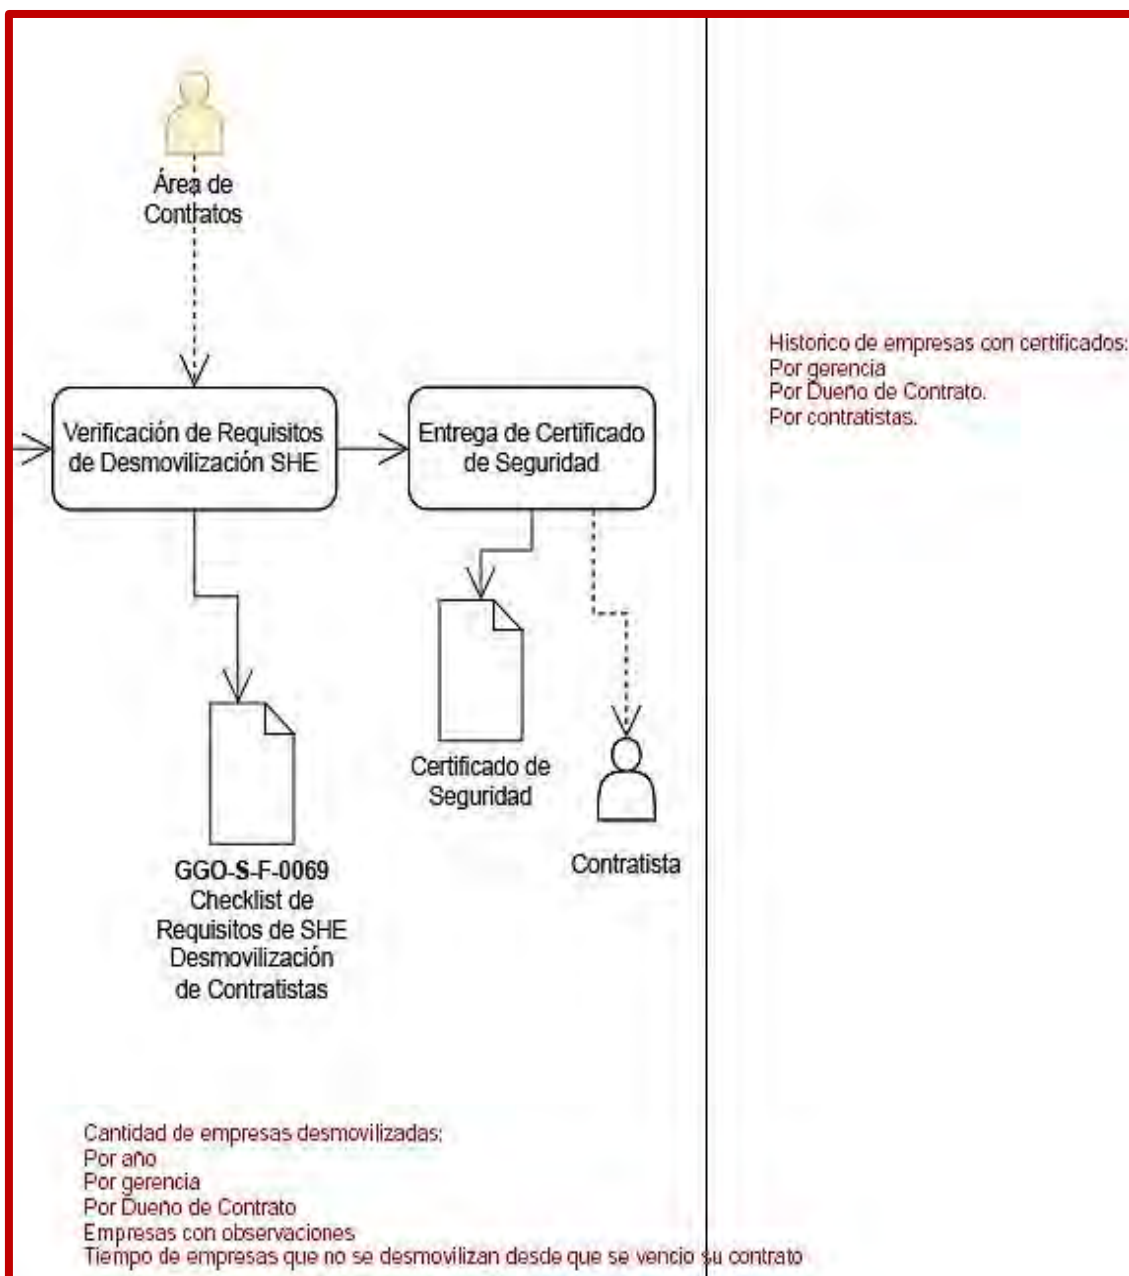 Área de
Contratos
Historico de empresas con certificados:
Por gerencia
Por Dueño de Contrato.
Por contratistas.
Verificación de Requisitos
de Desmovilización SHE
Entrega de Certificado
de Seguridad
Certificado de
Seguridad
Contratista
GGO-S-F-0069
Checklist de
Requisitos de SHE
Desmovilización
de Contratistas
Cantidad de empresas desmovilizadas:
Por año
Por gerencia
Por Dueño de Contrato
Empresas con observaciones
Tiempo de empresas que no se desmovilizan desde que se vencio su contrato